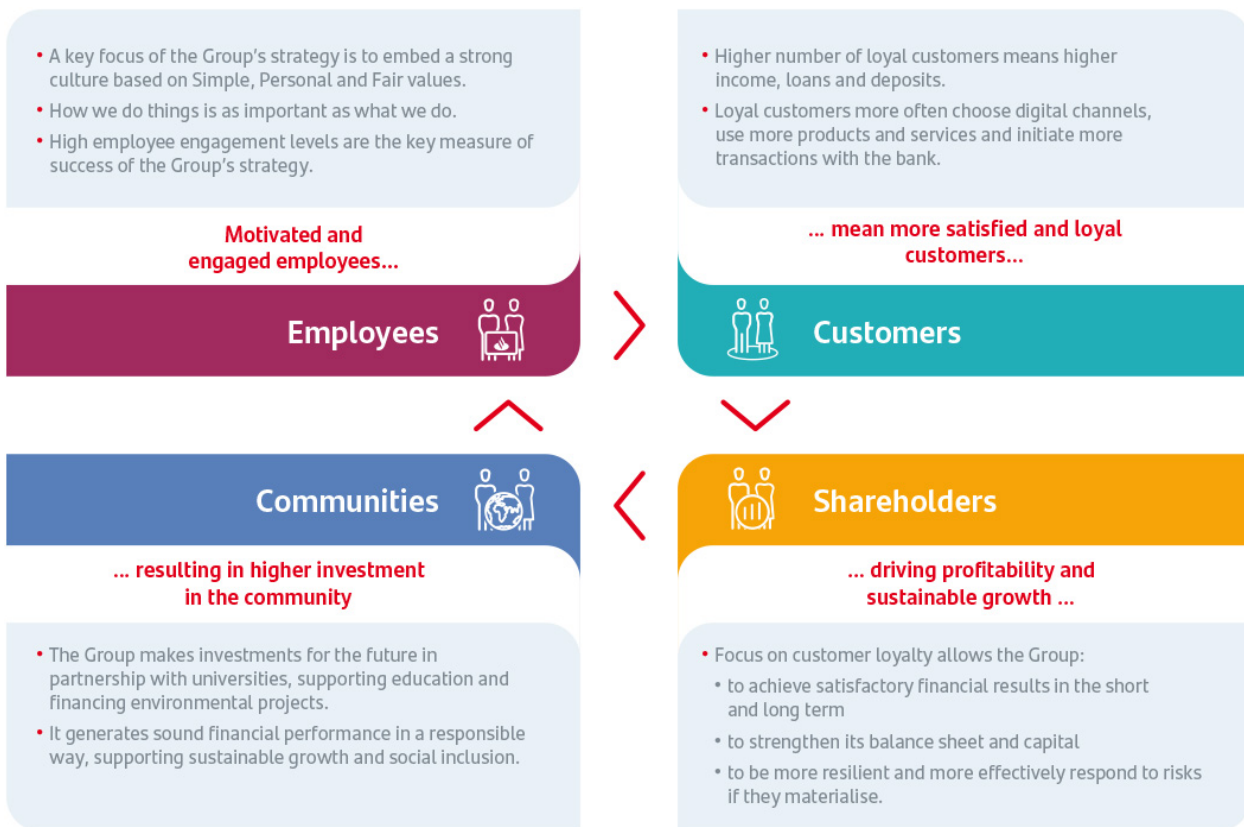 • A key focus of the Group's strategy is to embed a strong
culture based on Simple, Personal and Fair values.
• How we do things is as important as what we do.
• High employee engagement levels are the key measure of
success of the Group's strategy.
Motivated and
engaged employees...
Employees
• Higher number of loyal customers means higher
income, loans and deposits.
• Loyal customers more often choose digital channels,
use more products and services and initiate more
transactions with the bank.
... mean more satisfied and loyal
customers...
Customers
Communities
... resulting in higher investment
in the community
• The Group makes investments for the future in
partnership with universities, supporting education and
financing environmental projects.
• It generates sound financial performance in a responsible
way, supporting sustainable growth and social inclusion.
Shareholders
... driving profitability and
sustainable growth ...
• Focus on customer loyalty allows the Group:
• to achieve satisfactory financial results in the short
and long term
• to strengthen its balance sheet and capital
• to be more resilient and more effectively respond to risks
if they materialise.